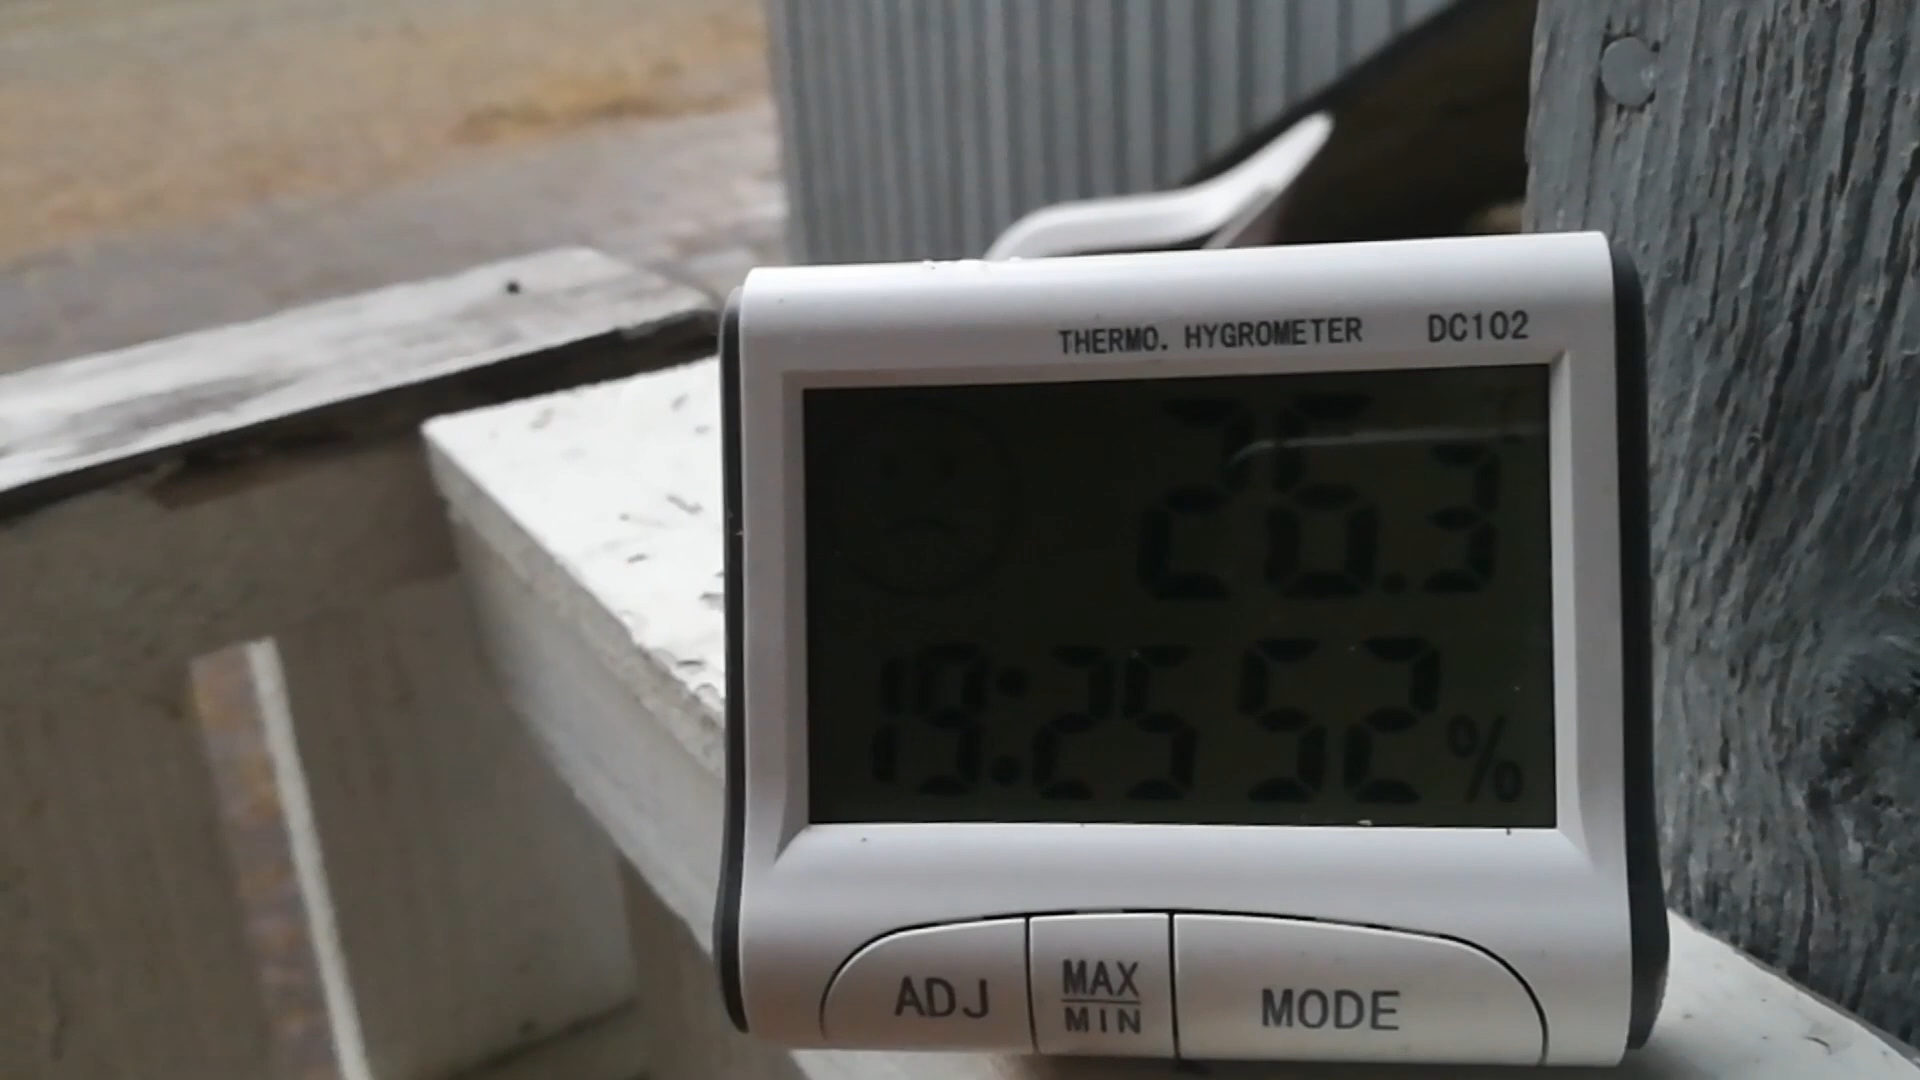 THERMO. HYGROMETER DC102
26.3
19:25 52%
ADJ
MAX
MIN
MODE